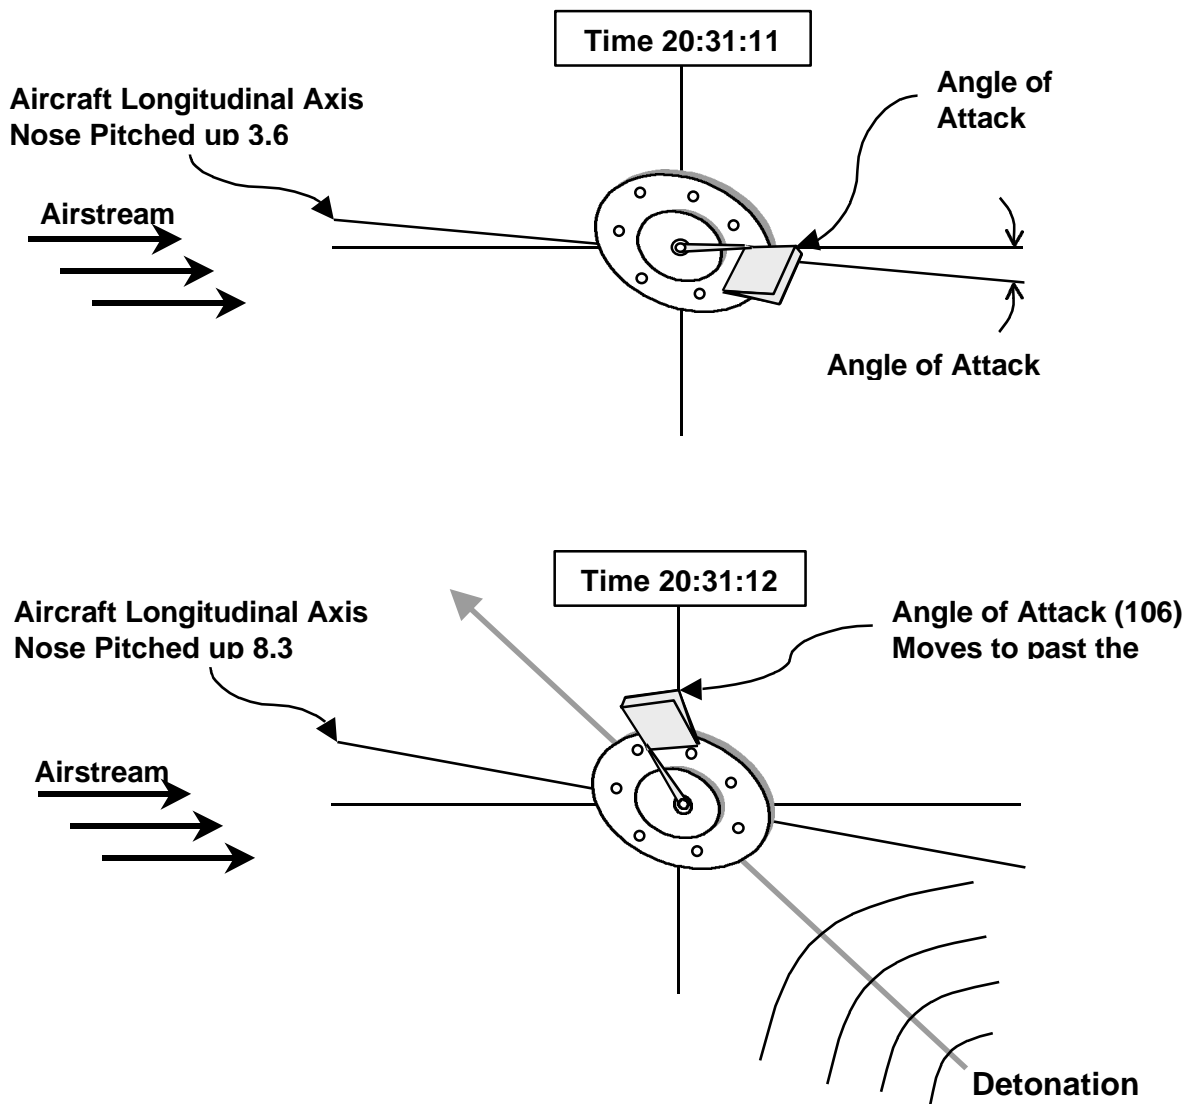 Time 20:31:11
Aircraft Longitudinal Axis
Nose Pitched up 3.6
Angle of
Attack
Airstream
Angle of Attack
Time 20:31:12
Aircraft Longitudinal Axis
Nose Pitched up 8.3
Angle of Attack (106)
Moves to past the
Airstream
Detonation